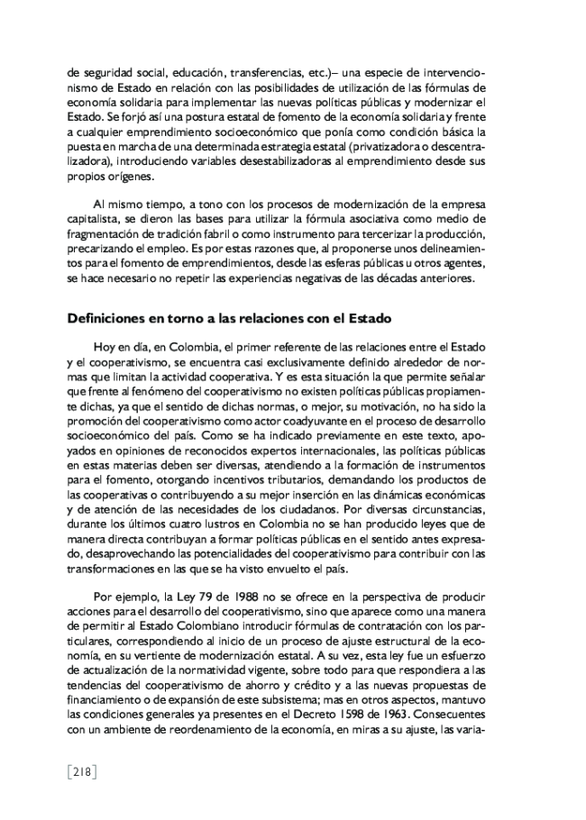 de seguridad social, educación, transferencias, etc.)– una especie de intervencio-
nismo de Estado en relación con las posibilidades de utilización de las fórmulas de
economía solidaria para implementar las nuevas políticas públicas y modernizar el
Estado. Se forjó así una postura estatal de fomento de la economía solidaria y frente
a cualquier emprendimiento socioeconómico que ponía como condición básica la
puesta en marcha de una determinada estrategia estatal (privatizadora o descentra-
lizadora), introduciendo variables desestabilizadoras al emprendimiento desde sus
propios orígenes.
Al mismo tiempo, a tono con los procesos de modernización de la empresa
capitalista, se dieron las bases para utilizar la fórmula asociativa como medio de
fragmentación de tradición fabril o como instrumento para tercerizar la producción,
precarizando el empleo. Es por estas razones que, al proponerse unos delineamien-
tos para el fomento de emprendimientos, desde las esferas públicas u otros agentes,
se hace necesario no repetir las experiencias negativas de las décadas anteriores.
Definiciones en torno a las relaciones con el Estado
Hoy en día, en Colombia, el primer referente de las relaciones entre el Estado
y el cooperativismo, se encuentra casi exclusivamente definido alrededor de nor-
mas que limitan la actividad cooperativa. Y es esta situación la que permite señalar
que frente al fenómeno del cooperativismo no existen políticas públicas propiamen-
te dichas, ya que el sentido de dichas normas, o mejor, su motivación, no ha sido la
promoción del cooperativismo como actor coadyuvante en el proceso de desarrollo
socioeconómico del país. Como se ha indicado previamente en este texto, apo-
yados en opiniones de reconocidos expertos internacionales, las políticas públicas
en estas materias deben ser diversas, atendiendo a la formación de instrumentos
para el fomento, otorgando incentivos tributarios, demandando los productos de
las cooperativas o contribuyendo a su mejor inserción en las dinámicas económicas
y de atención de las necesidades de los ciudadanos. Por diversas circunstancias,
durante los últimos cuatro lustros en Colombia no se han producido leyes que de
manera directa contribuyan a formar políticas públicas en el sentido antes expresa-
do, desaprovechando las potencialidades del cooperativismo para contribuir con las
transformaciones en las que se ha visto envuelto el país.
Por ejemplo, la Ley 79 de 1988 no se ofrece en la perspectiva de producir
acciones para el desarrollo del cooperativismo, sino que aparece como una manera
de permitir al Estado Colombiano introducir fórmulas de contratación con los par-
ticulares, correspondiendo al inicio de un proceso de ajuste estructural de la eco-
nomía, en su vertiente de modernización estatal. A su vez, esta ley fue un esfuerzo
de actualización de la normatividad vigente, sobre todo para que respondiera a las
tendencias del cooperativismo de ahorro y crédito y a las nuevas propuestas de
financiamiento o de expansión de este subsistema; mas en otros aspectos, mantuvo
las condiciones generales ya presentes en el Decreto 1598 de 1963. Consecuentes
con un ambiente de reordenamiento de la economía, en miras a su ajuste, las varia-
[218]